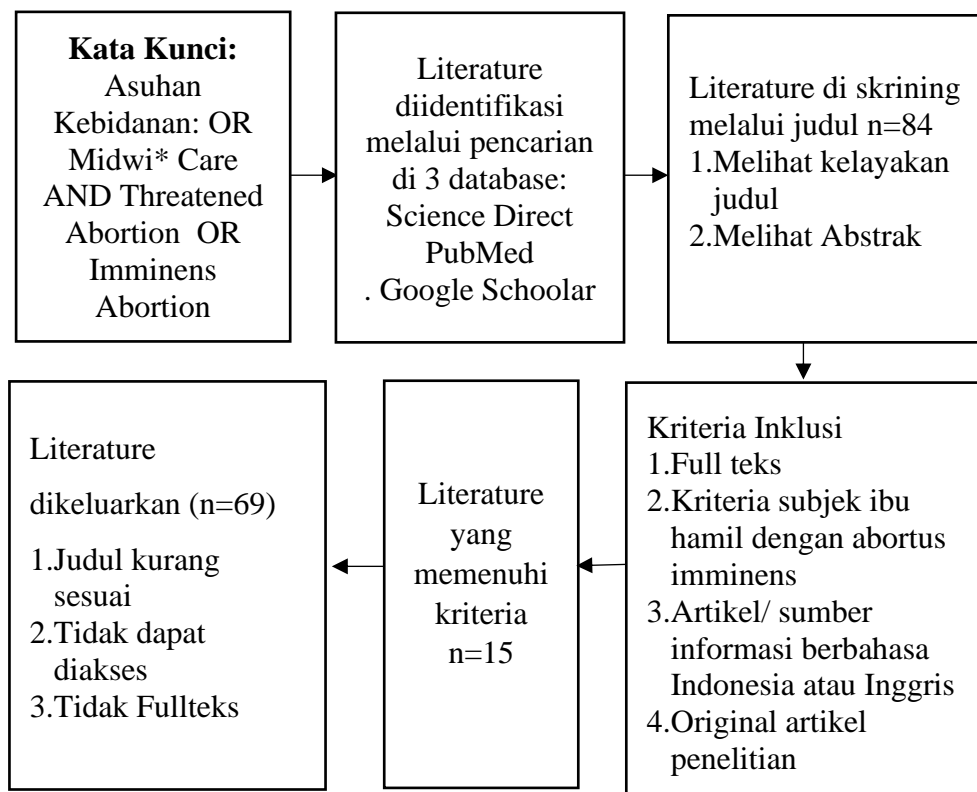 Kata Kunci:
Asuhan
Kebidanan: OR
Midwi* Care
AND Threatened
Abortion OR
Imminens
Abortion
Literature
diidentifikasi
melalui pencarian
di 3 database:
Science Direct
PubMed
. Google Schoolar
Literature di skrining
melalui judul n=84
1.Melihat kelayakan
judul
2.Melihat Abstrak
Kriteria Inklusi
1.Full teks
2.Kriteria subjek ibu
hamil dengan abortus
imminens
3.Artikel/ sumber
informasi berbahasa
Indonesia atau Inggris
4.Original artikel
penelitian
Literature
yang
memenuhi
kriteria
n=15
Literature
dikeluarkan (n=69)
1.Judul kurang
sesuai
2.Tidak dapat
diakses
3.Tidak Fullteks